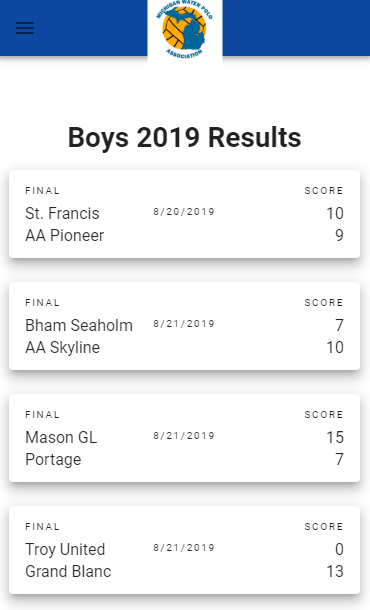 MICHIGAN WATER POLO
ASSOCIATION
Boys 2019 Results
FINAL SCORE
St. Francis 8/20/2019 10
AA Pioneer 9
FINAL SCORE
Bham Seaholm 8/21/2019 7
AA Skyline 10
FINAL SCORE
Mason GL 8/21/2019 15
Portage 7
FINAL SCORE
Troy United 8/21/2019 0
Grand Blanc 13